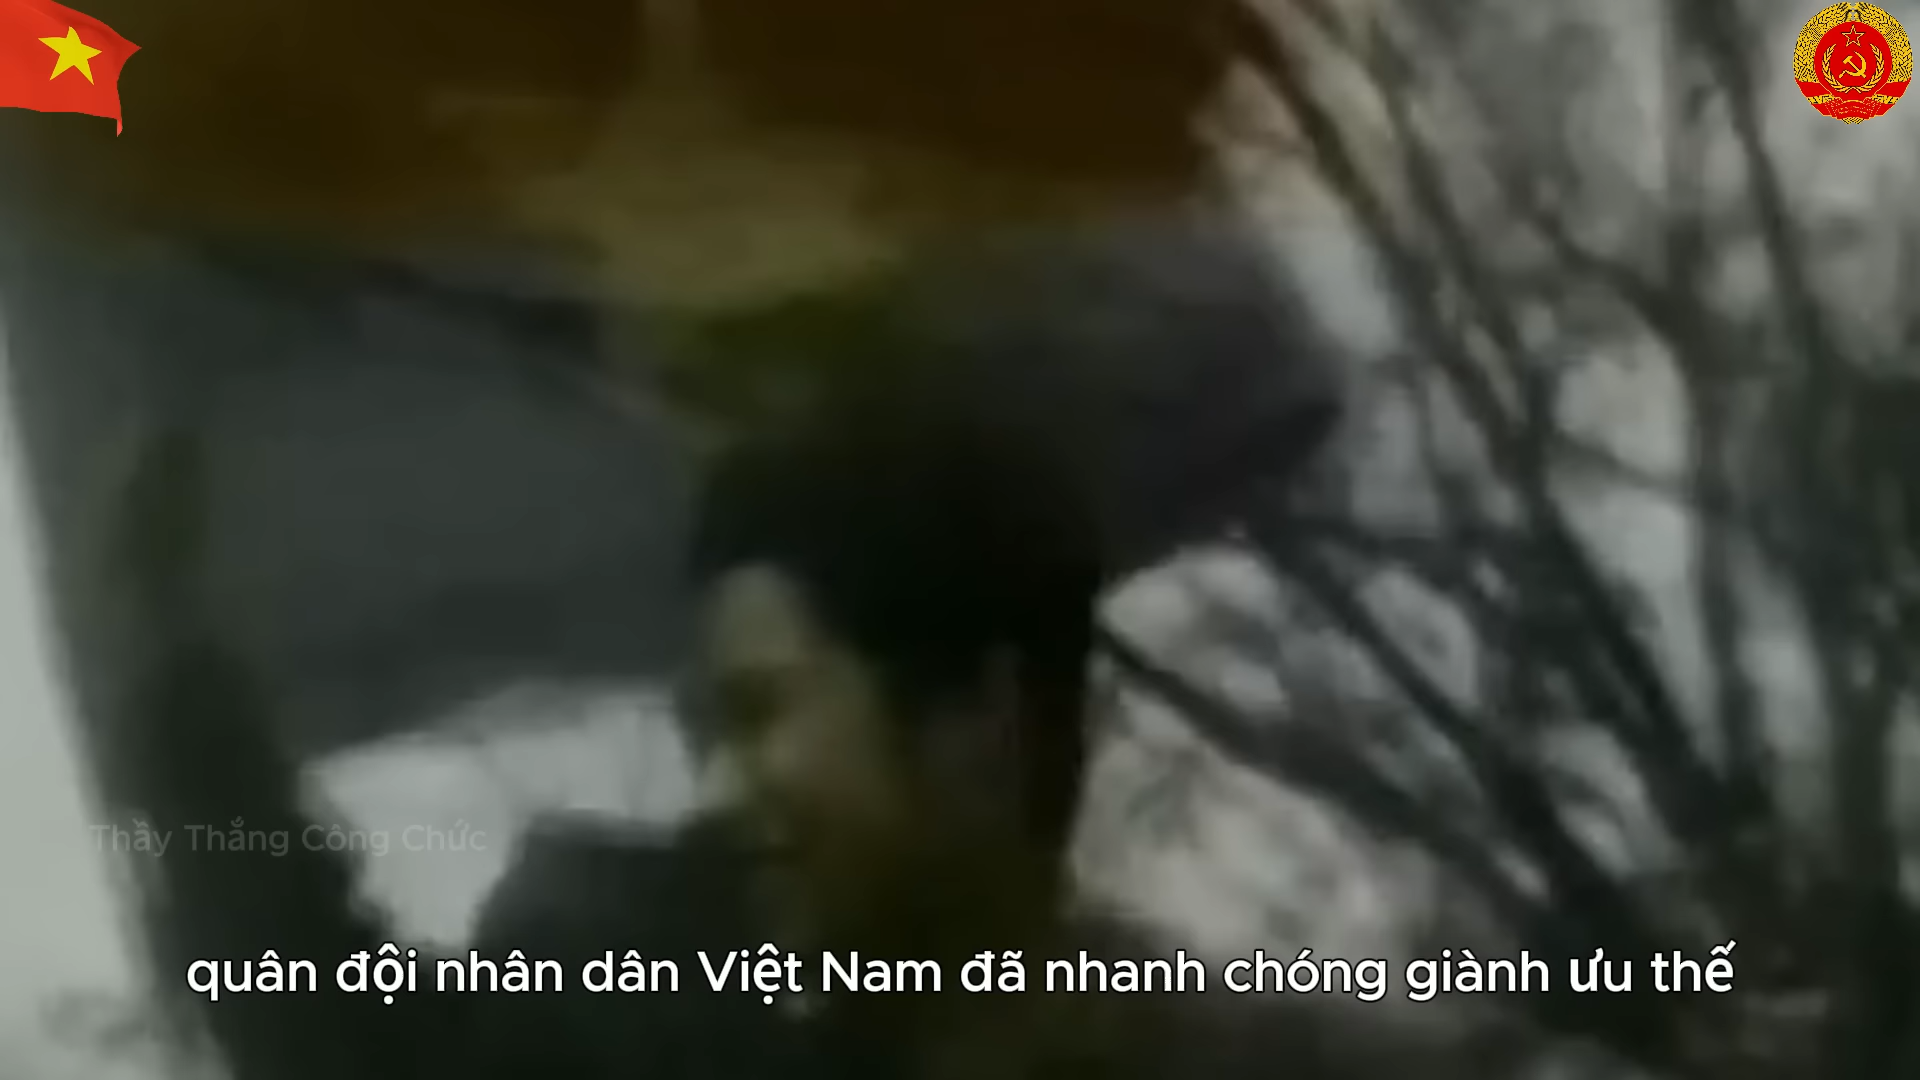 Thầy Thắng Công Chức
quân đội nhân dân Việt Nam đã nhanh chóng giành ưu thế